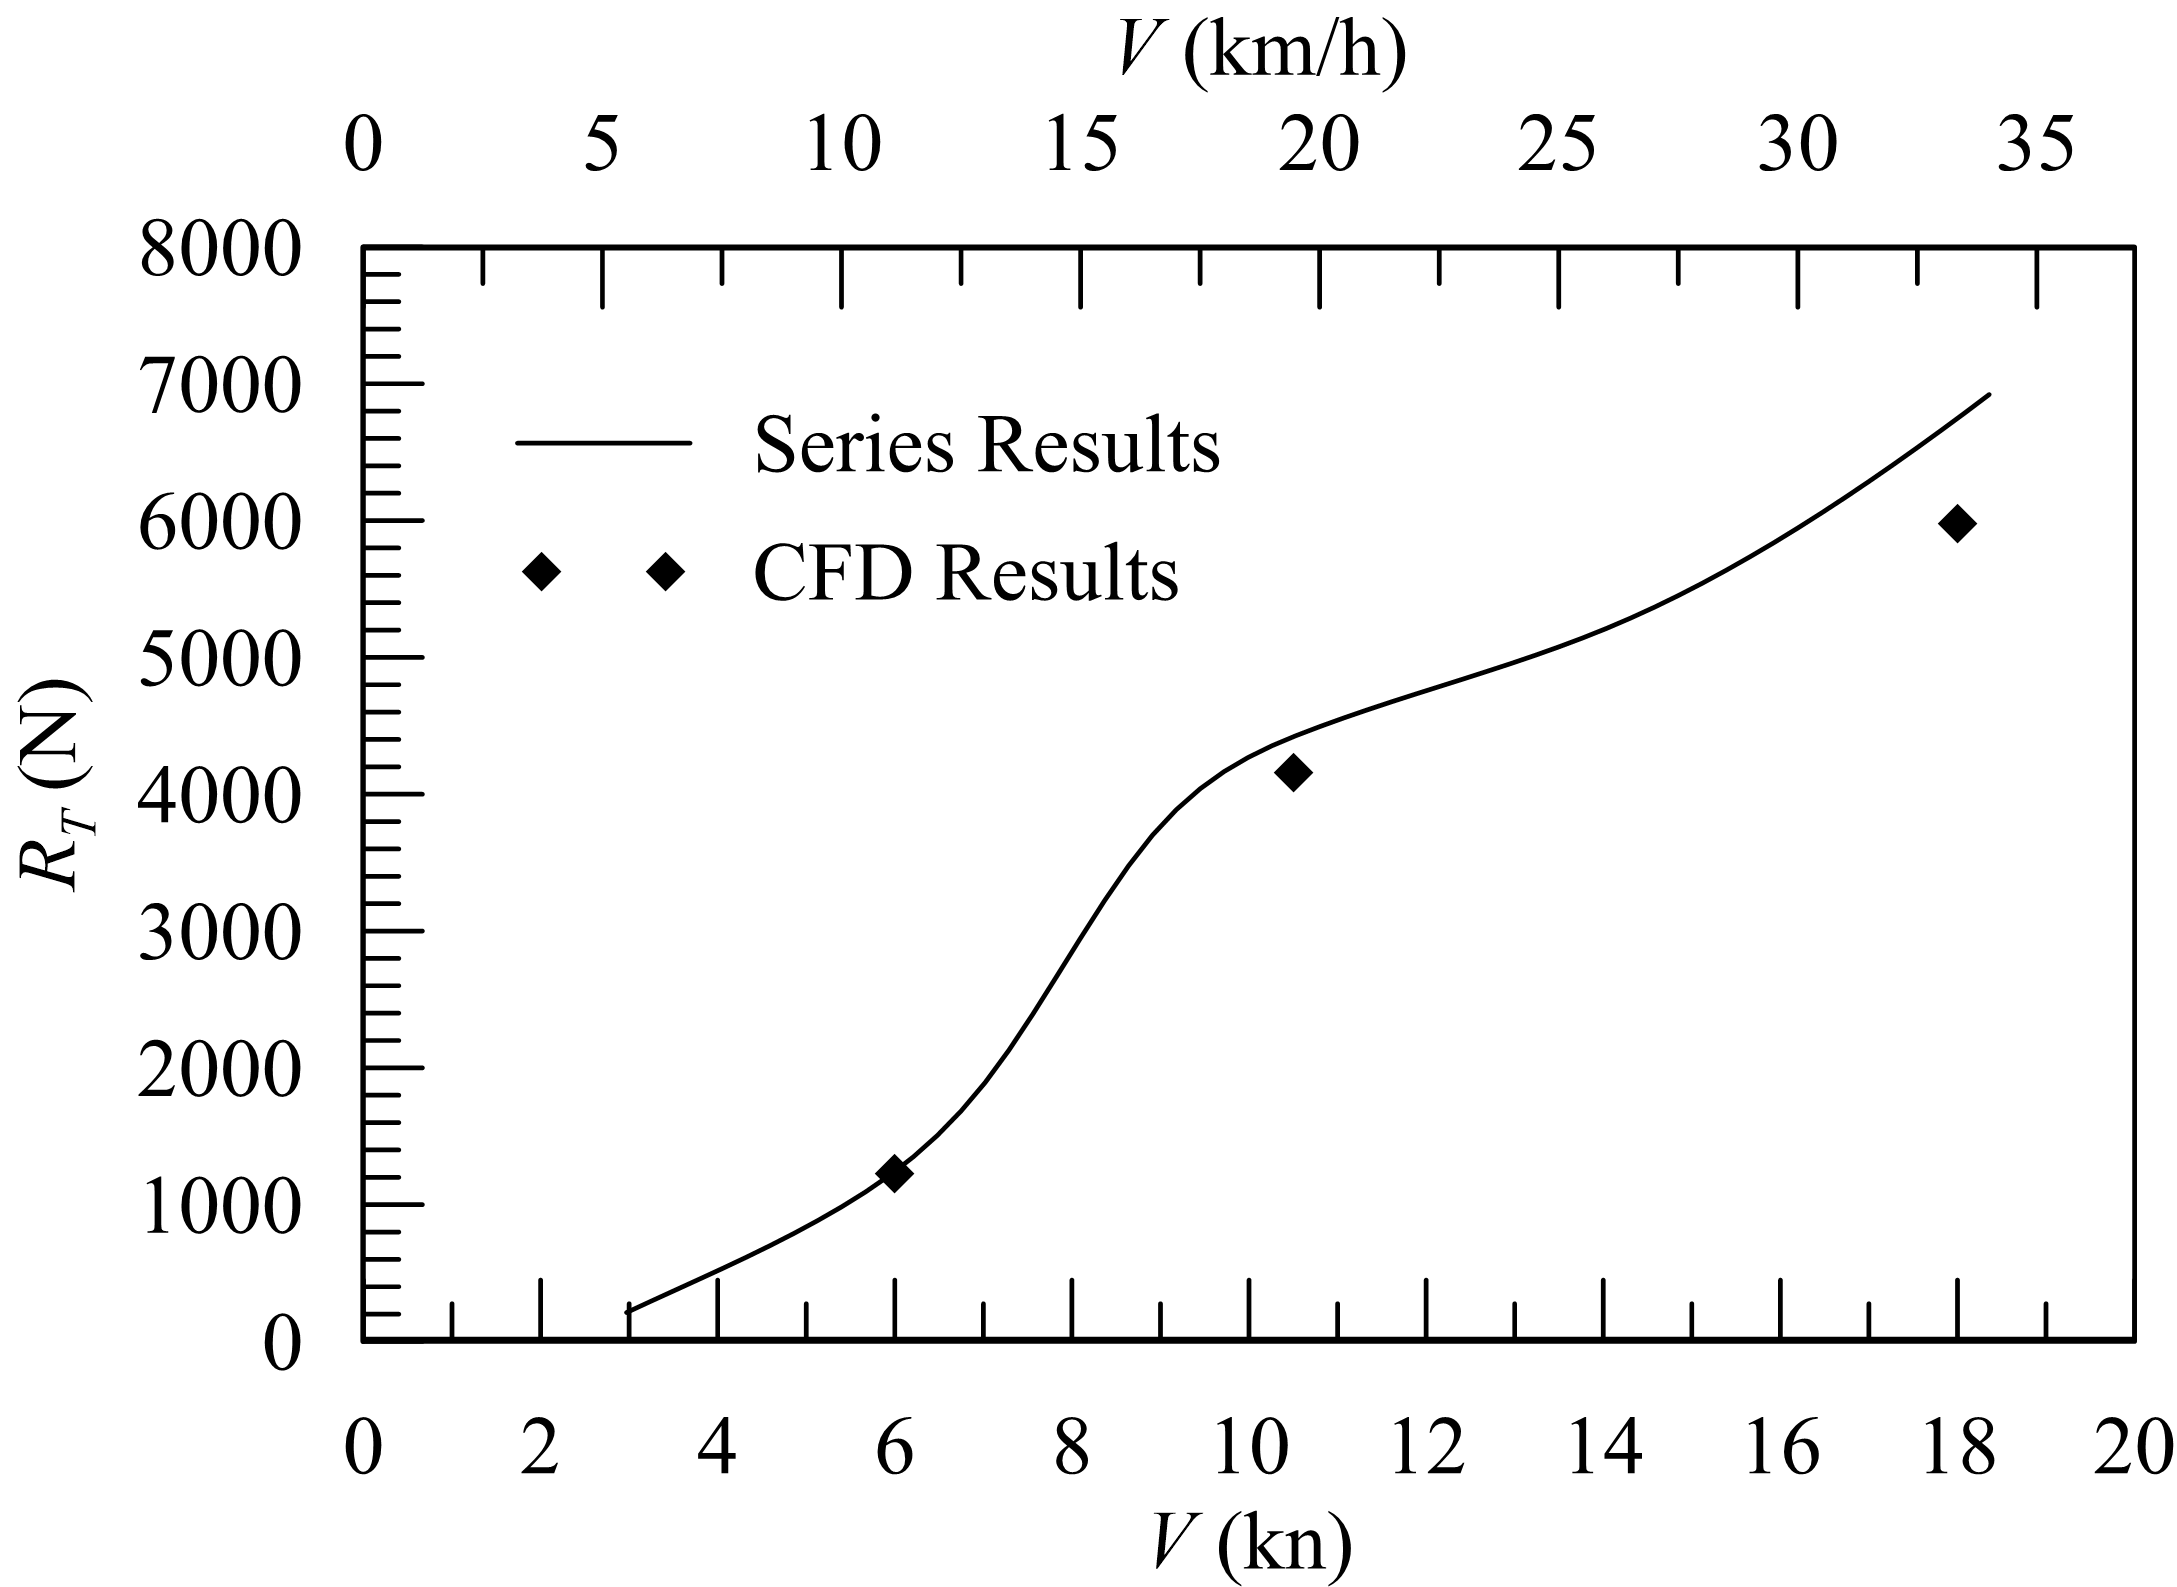 V (km/h)
0 5 10 15 20 25 30 35
8000
7000
6000
5000
4000
3000
2000
1000
0
R_T (N)
Series Results
CFD Results
0 2 4 6 8 10 12 14 16 18 20
V (kn)